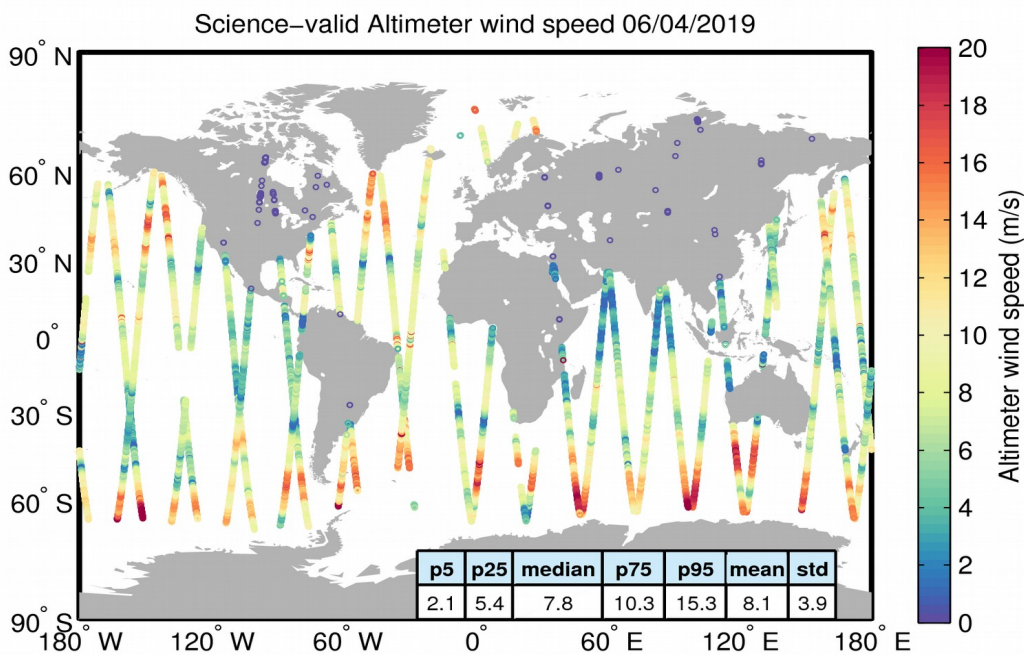 Science−valid Altimeter wind speed 06/04/2019
90° N
60° N
30° N
0°
30° S
60° S
90° S
180° W 120° W 60° W 0° 60° E 120° E 180° E
p5 p25 median p75 p95 mean std
2.1 5.4 7.8 10.3 15.3 8.1 3.9
20
18
16
14
12
10
8
6
4
2
0
Altimeter wind speed (m/s)